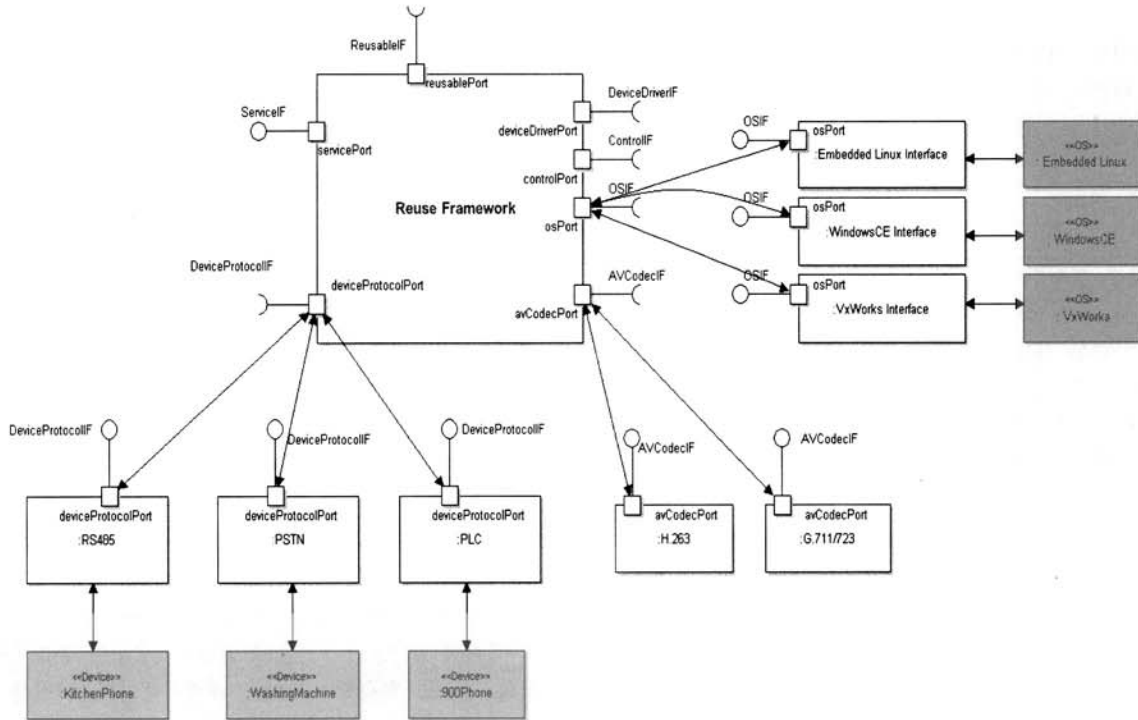 ReusableIF
reusablePort
ServiceIF
servicePort
DeviceDriverIF
deviceDriverPort
ControlIF
controlPort
OSIF
osPort
Reuse Framework
DeviceProtocolIF
deviceProtocolPort
AVCodecIF
avCodecPort
OSIF
osPort
:Embedded Linux Interface
<<OS>>
: Embedded Linux
OSIF
osPort
:WindowsCE Interface
<<OS>>
: WindowsCE
OSIF
osPort
:VxWorks Interface
<<OS>>
: VxWorks
DeviceProtocolIF
deviceProtocolPort
:RS485
<<Device>>
:KitchenPhone
DeviceProtocolIF
deviceProtocolPort
:PSTN
<<Device>>
:WashingMachine
DeviceProtocolIF
deviceProtocolPort
:PLC
<<Device>>
:900Phone
AVCodecIF
avCodecPort
:H.263
AVCodecIF
avCodecPort
:G.711/723